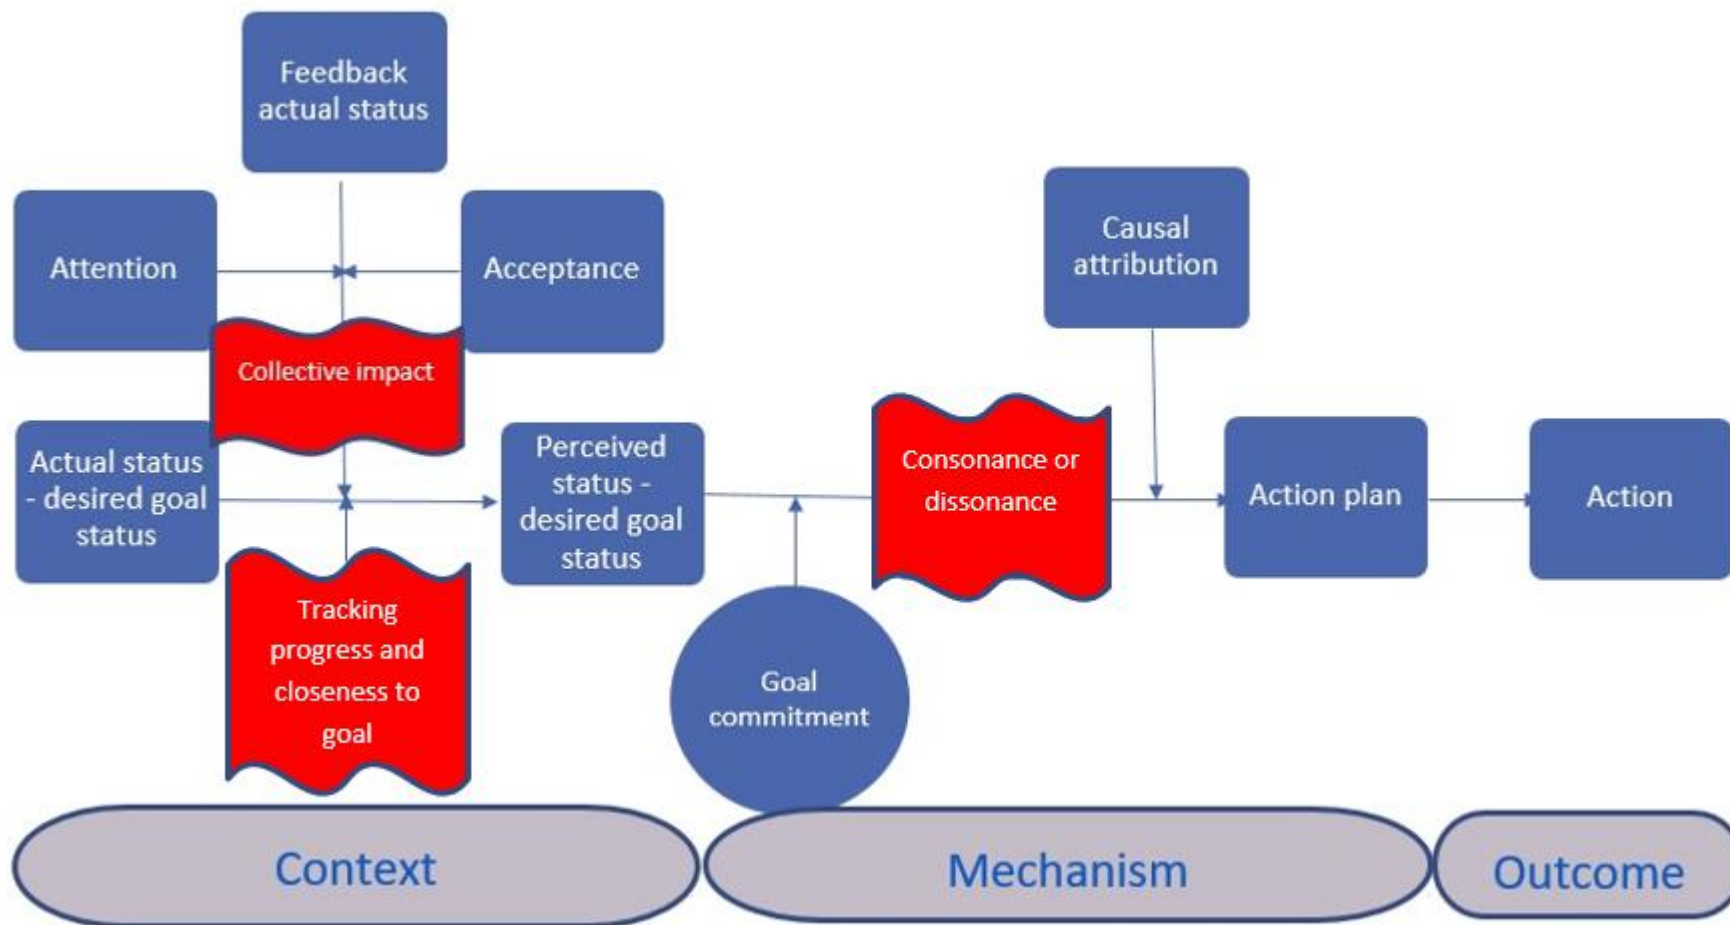 Feedback
actual status
Attention
Acceptance
Causal
attribution
Collective impact
Actual status
- desired goal
status
Perceived
status -
desired goal
status
Consonance or
dissonance
Action plan
Action
Tracking
progress and
closeness to
goal
Goal
commitment
Context
Mechanism
Outcome